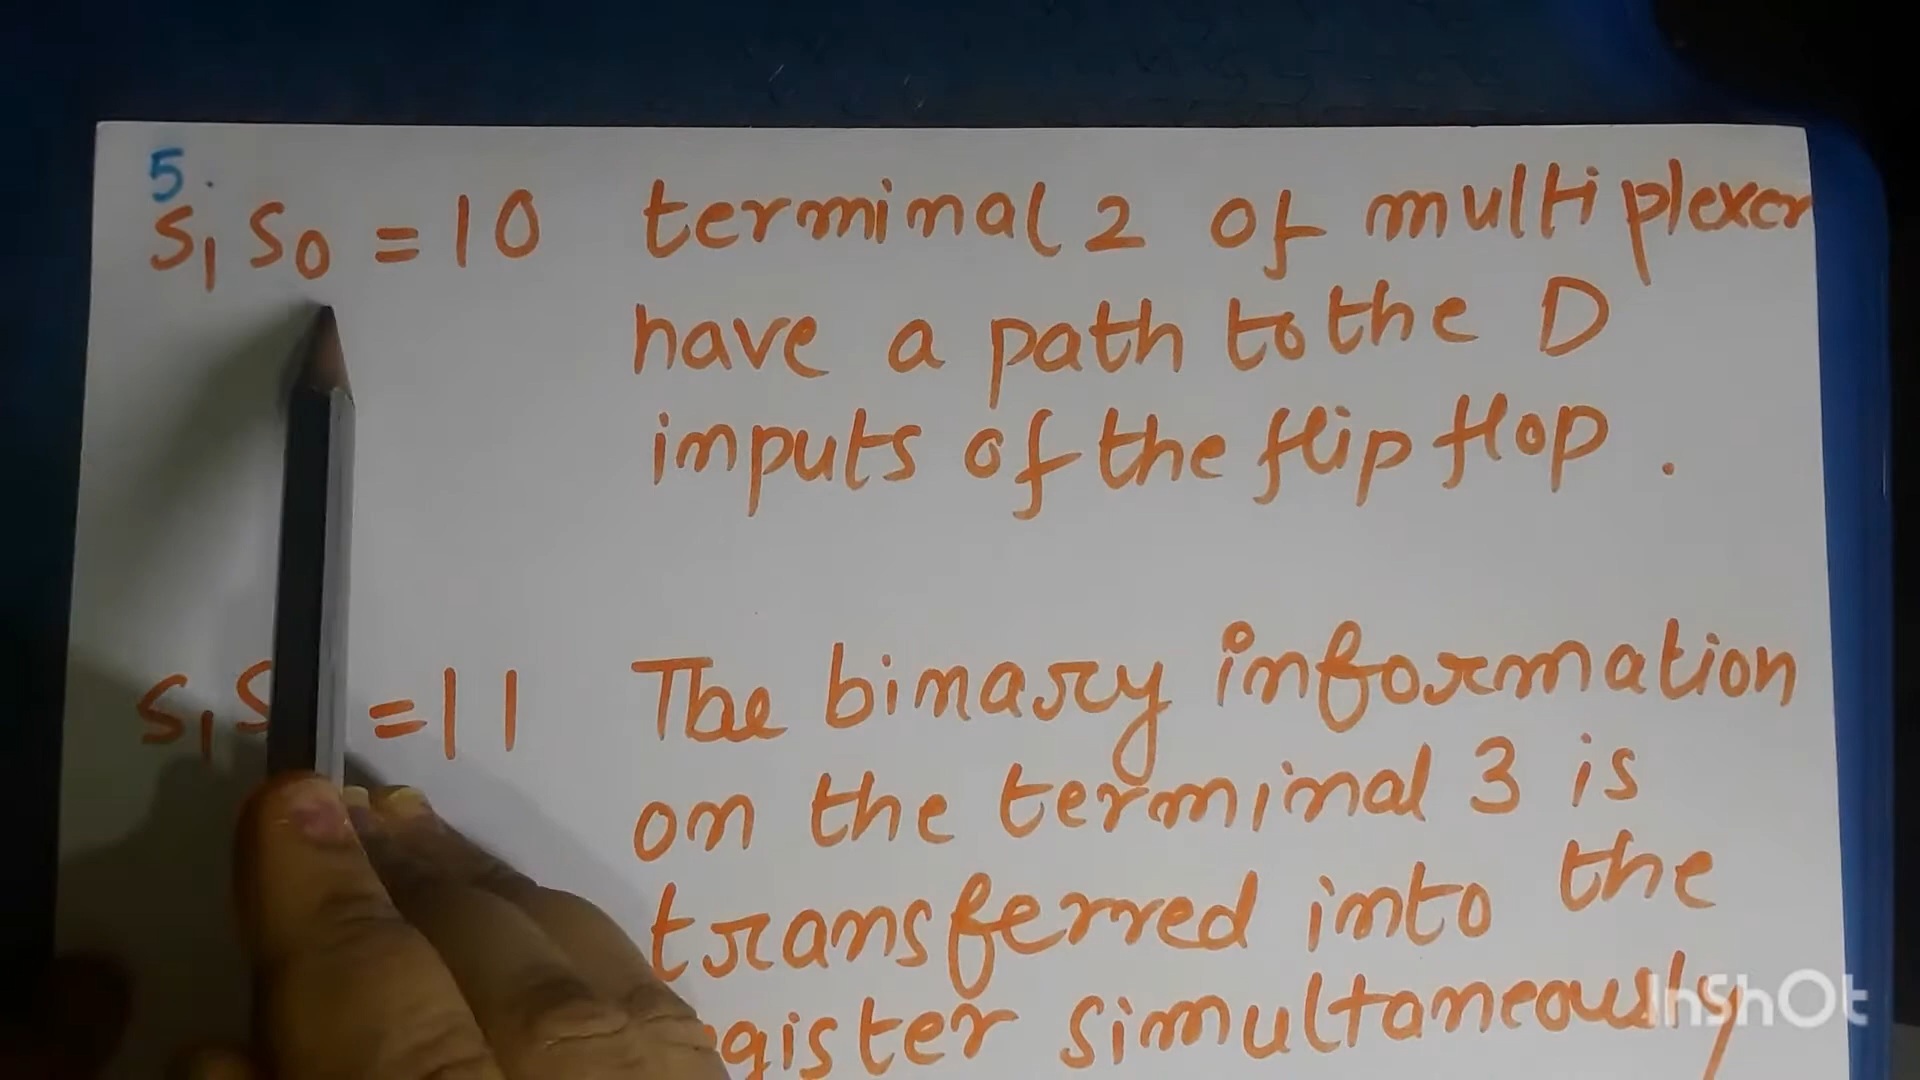 5.
S₁ S₀ = 10 terminal 2 of multiplexer
have a path to the D
inputs of the flip flop.
S₁S = 11 The binary information
on the terminal 3 is
transferred into the
simultaneously
InShOt